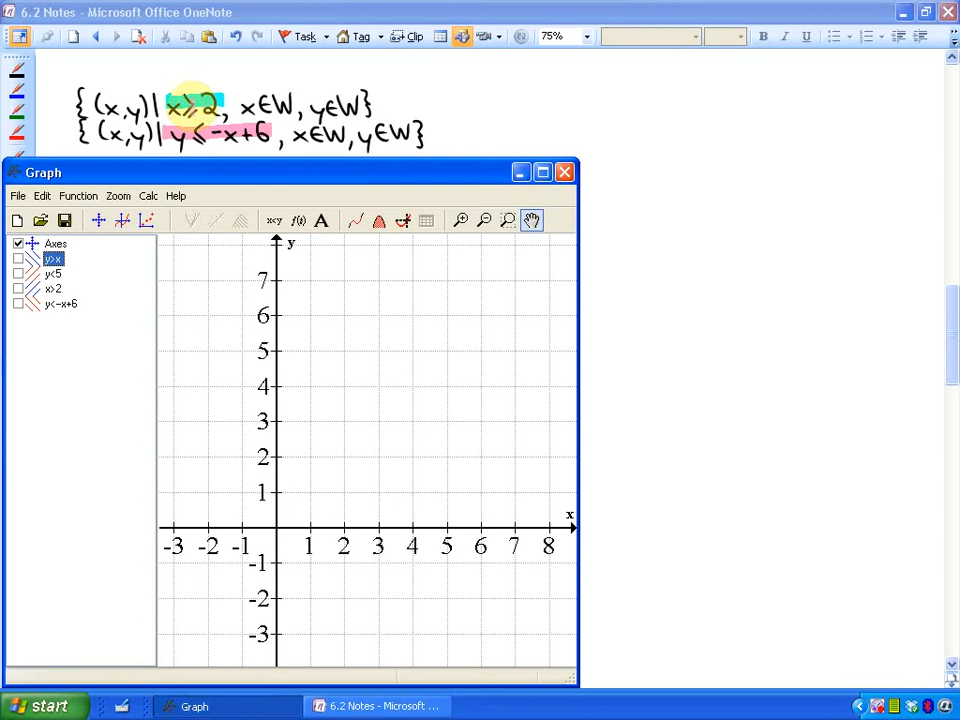 6.2 Notes - Microsoft Office OneNote
Task Tag Clip 75% B I U
{(x,y)| x≥2, x∈W, y∈W}
{(x,y)| y≤-x+6, x∈W, y∈W}
Graph
File Edit Function Zoom Calc Help
x<y f(x) A
Axes
y>x
y<5
x>2
y<-x+6
y
7
6
5
4
3
2
1
x
-3 -2 -1 1 2 3 4 5 6 7 8
-1
-2
-3
start Graph 6.2 Notes - Microsoft ...